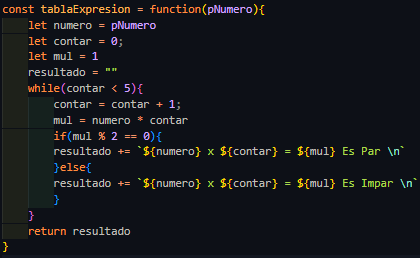 const tablaExpresion = function(pNumero){
    let numero = pNumero
    let contar = 0;
    let mul = 1
    resultado = ""
    while(contar < 5){
        contar = contar + 1;
        mul = numero * contar
        if(mul % 2 == 0){
        resultado += `${numero} x ${contar} = ${mul} Es Par \n`
        }else{
        resultado += `${numero} x ${contar} = ${mul} Es Impar \n`
        }
    }
    return resultado
}